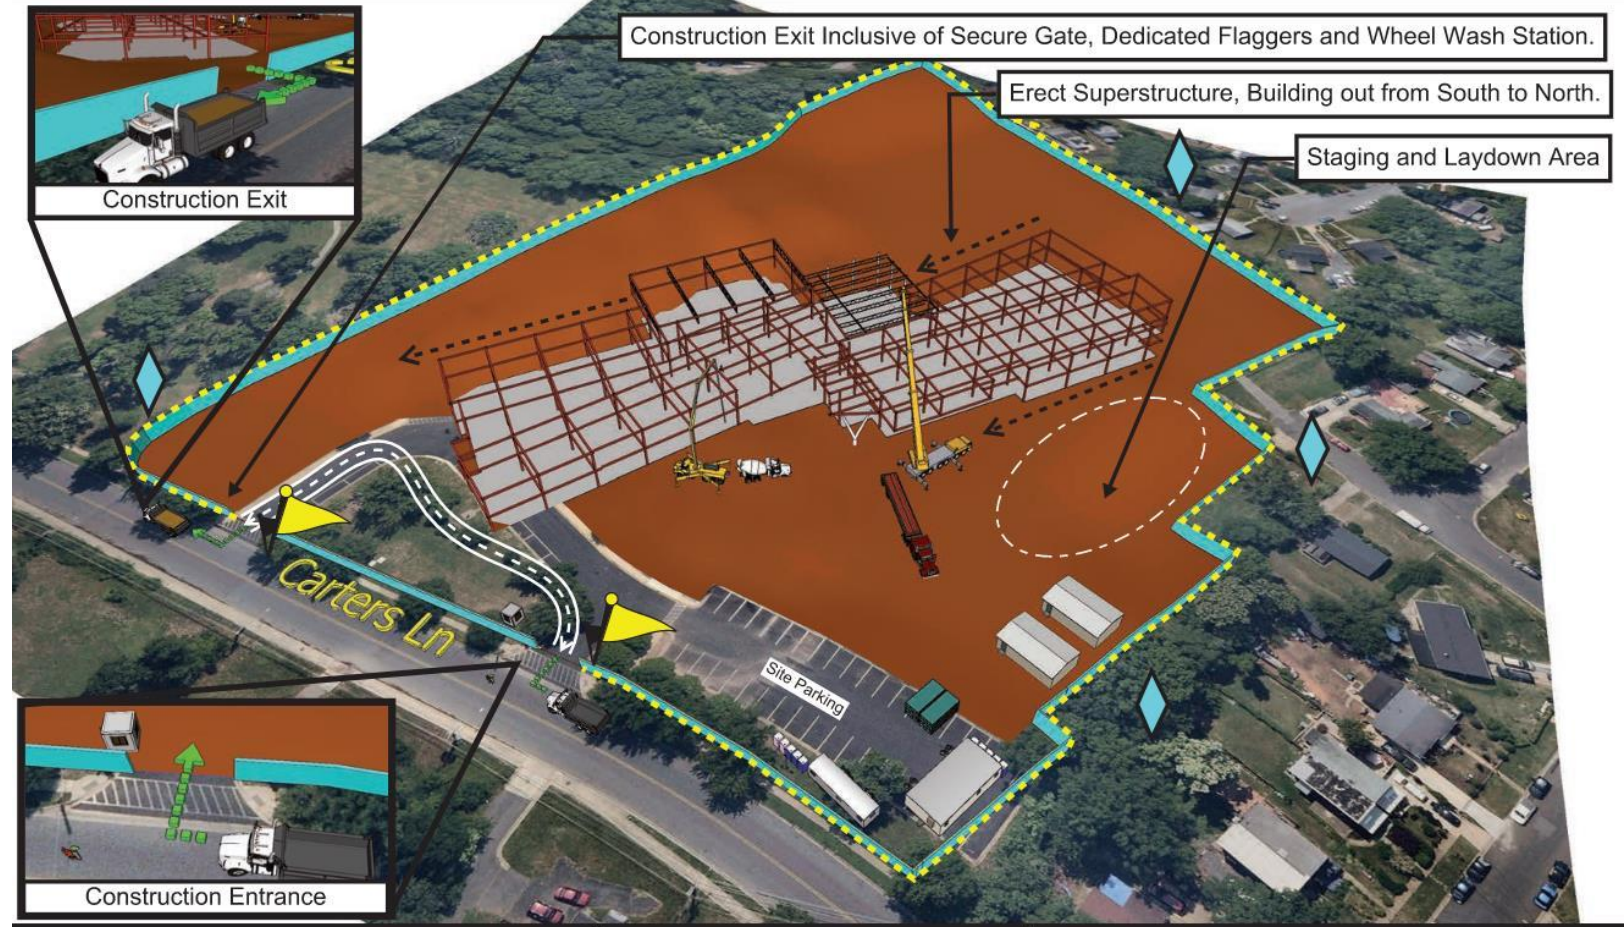 Construction Exit Inclusive of Secure Gate, Dedicated Flaggers and Wheel Wash Station.
Erect Superstructure, Building out from South to North.
Staging and Laydown Area
Construction Exit
Carters Ln
Site Parking
Construction Entrance